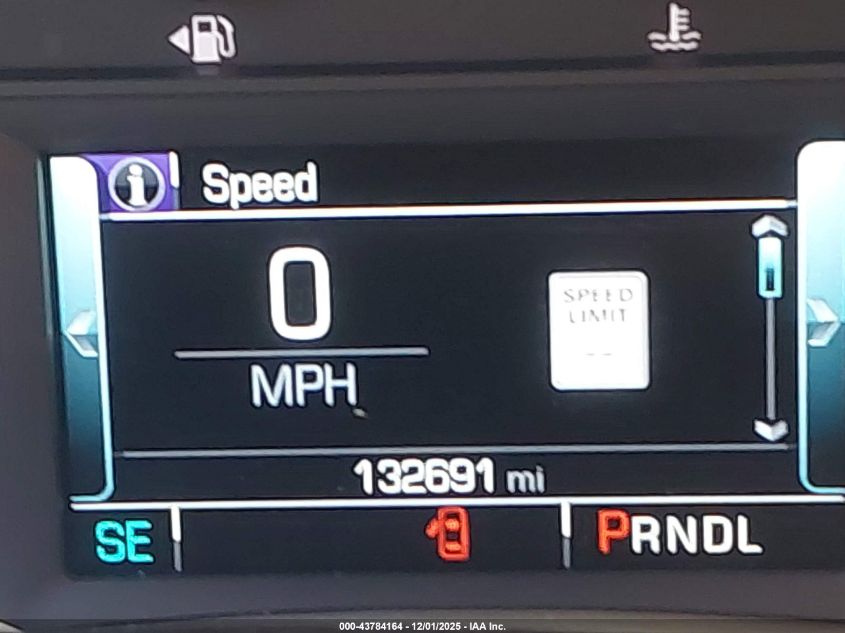 Speed
0
MPH
SPEED
LIMIT
--
132691 mi
SE
PRNDL
000-43784164 - 12/01/2025 - IAA Inc.